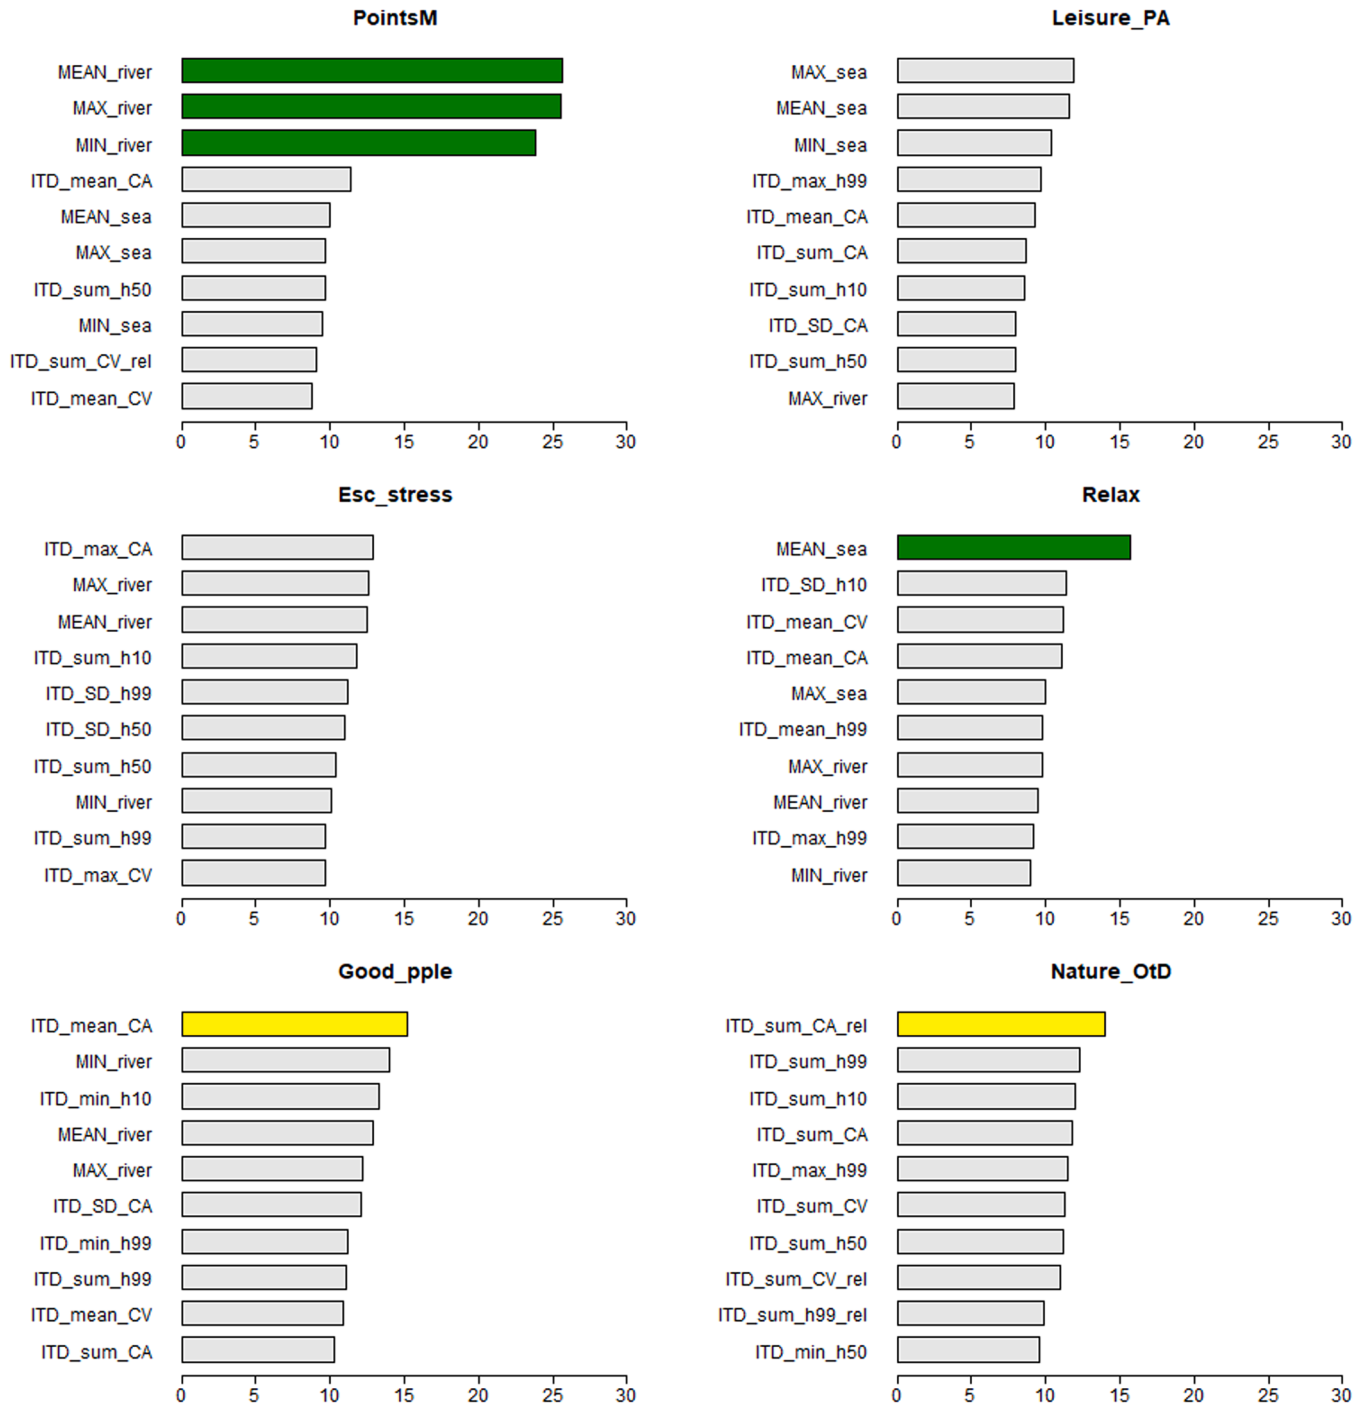 PointsM
MEAN_river
MAX_river
MIN_river
ITD_mean_CA
MEAN_sea
MAX_sea
ITD_sum_h50
MIN_sea
ITD_sum_CV_rel
ITD_mean_CV
0 5 10 15 20 25 30
Leisure_PA
MAX_sea
MEAN_sea
MIN_sea
ITD_max_h99
ITD_mean_CA
ITD_sum_CA
ITD_sum_h10
ITD_SD_CA
ITD_sum_h50
MAX_river
0 5 10 15 20 25 30
Esc_stress
ITD_max_CA
MAX_river
MEAN_river
ITD_sum_h10
ITD_SD_h99
ITD_SD_h50
ITD_sum_h50
MIN_river
ITD_sum_h99
ITD_max_CV
0 5 10 15 20 25 30
Relax
MEAN_sea
ITD_SD_h10
ITD_mean_CV
ITD_mean_CA
MAX_sea
ITD_mean_h99
MAX_river
MEAN_river
ITD_max_h99
MIN_river
0 5 10 15 20 25 30
Good_pple
ITD_mean_CA
MIN_river
ITD_min_h10
MEAN_river
MAX_river
ITD_SD_CA
ITD_min_h99
ITD_sum_h99
ITD_mean_CV
ITD_sum_CA
0 5 10 15 20 25 30
Nature_OtD
ITD_sum_CA_rel
ITD_sum_h99
ITD_sum_h10
ITD_sum_CA
ITD_max_h99
ITD_sum_CV
ITD_sum_h50
ITD_sum_CV_rel
ITD_sum_h99_rel
ITD_min_h50
0 5 10 15 20 25 30